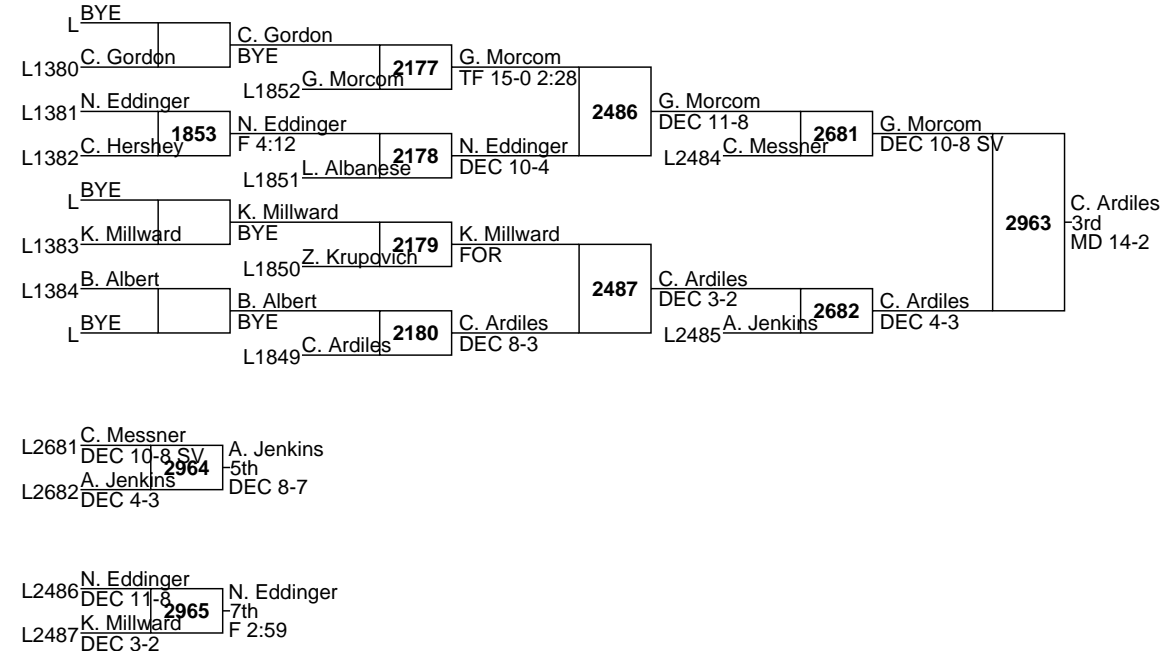 BYE
L
C. Gordon
L1380
C. Gordon
BYE
G. Morcom
L1852
2177
G. Morcom
TF 15-0 2:28
N. Eddinger
L1381
1853
C. Hershey
L1382
N. Eddinger
F 4:12
L. Albanese
L1851
2178
N. Eddinger
DEC 10-4
2486
G. Morcom
DEC 11-8
C. Messner
L2484
2681
G. Morcom
DEC 10-8 SV
BYE
L
K. Millward
L1383
K. Millward
BYE
Z. Krupovich
L1850
2179
K. Millward
FOR
B. Albert
L1384
BYE
L
B. Albert
BYE
C. Ardiles
L1849
2180
C. Ardiles
DEC 8-3
2487
C. Ardiles
DEC 3-2
A. Jenkins
L2485
2682
C. Ardiles
DEC 4-3
2963
C. Ardiles
3rd
MD 14-2
L2681
C. Messner
DEC 10-8 SV
2964
L2682
A. Jenkins
DEC 4-3
A. Jenkins
5th
DEC 8-7
L2486
N. Eddinger
DEC 11-8
2965
L2487
K. Millward
DEC 3-2
N. Eddinger
7th
F 2:59